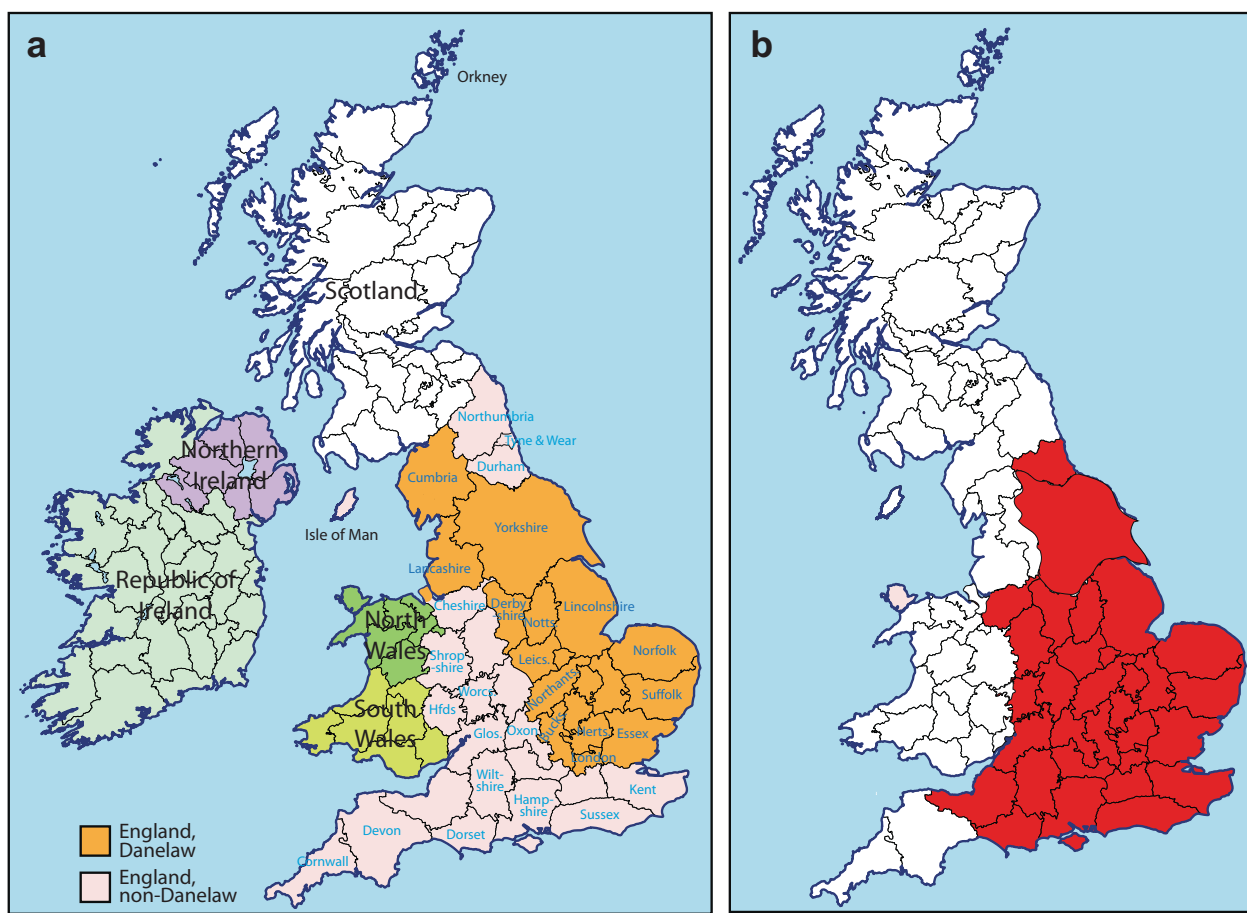 a
Orkney
Scotland
Northumbria
Tyne & Wear
Durham
Northern
Ireland
Cumbria
Isle of Man
Yorkshire
Republic of
Ireland
Lancashire
Cheshire
Derby
-shire
Notts.
Lincolnshire
North
Wales
Shrop
-shire
Leics.
Norfolk
Northants
Suffolk
Worcs
Hfds
South
Wales
Glos.
Oxon
Bucks
Herts
Essex
London
Wilt-
shire
Hamp-
shire
Kent
Sussex
Devon
Dorset
Cornwall
England,
Danelaw
England,
non-Danelaw
b